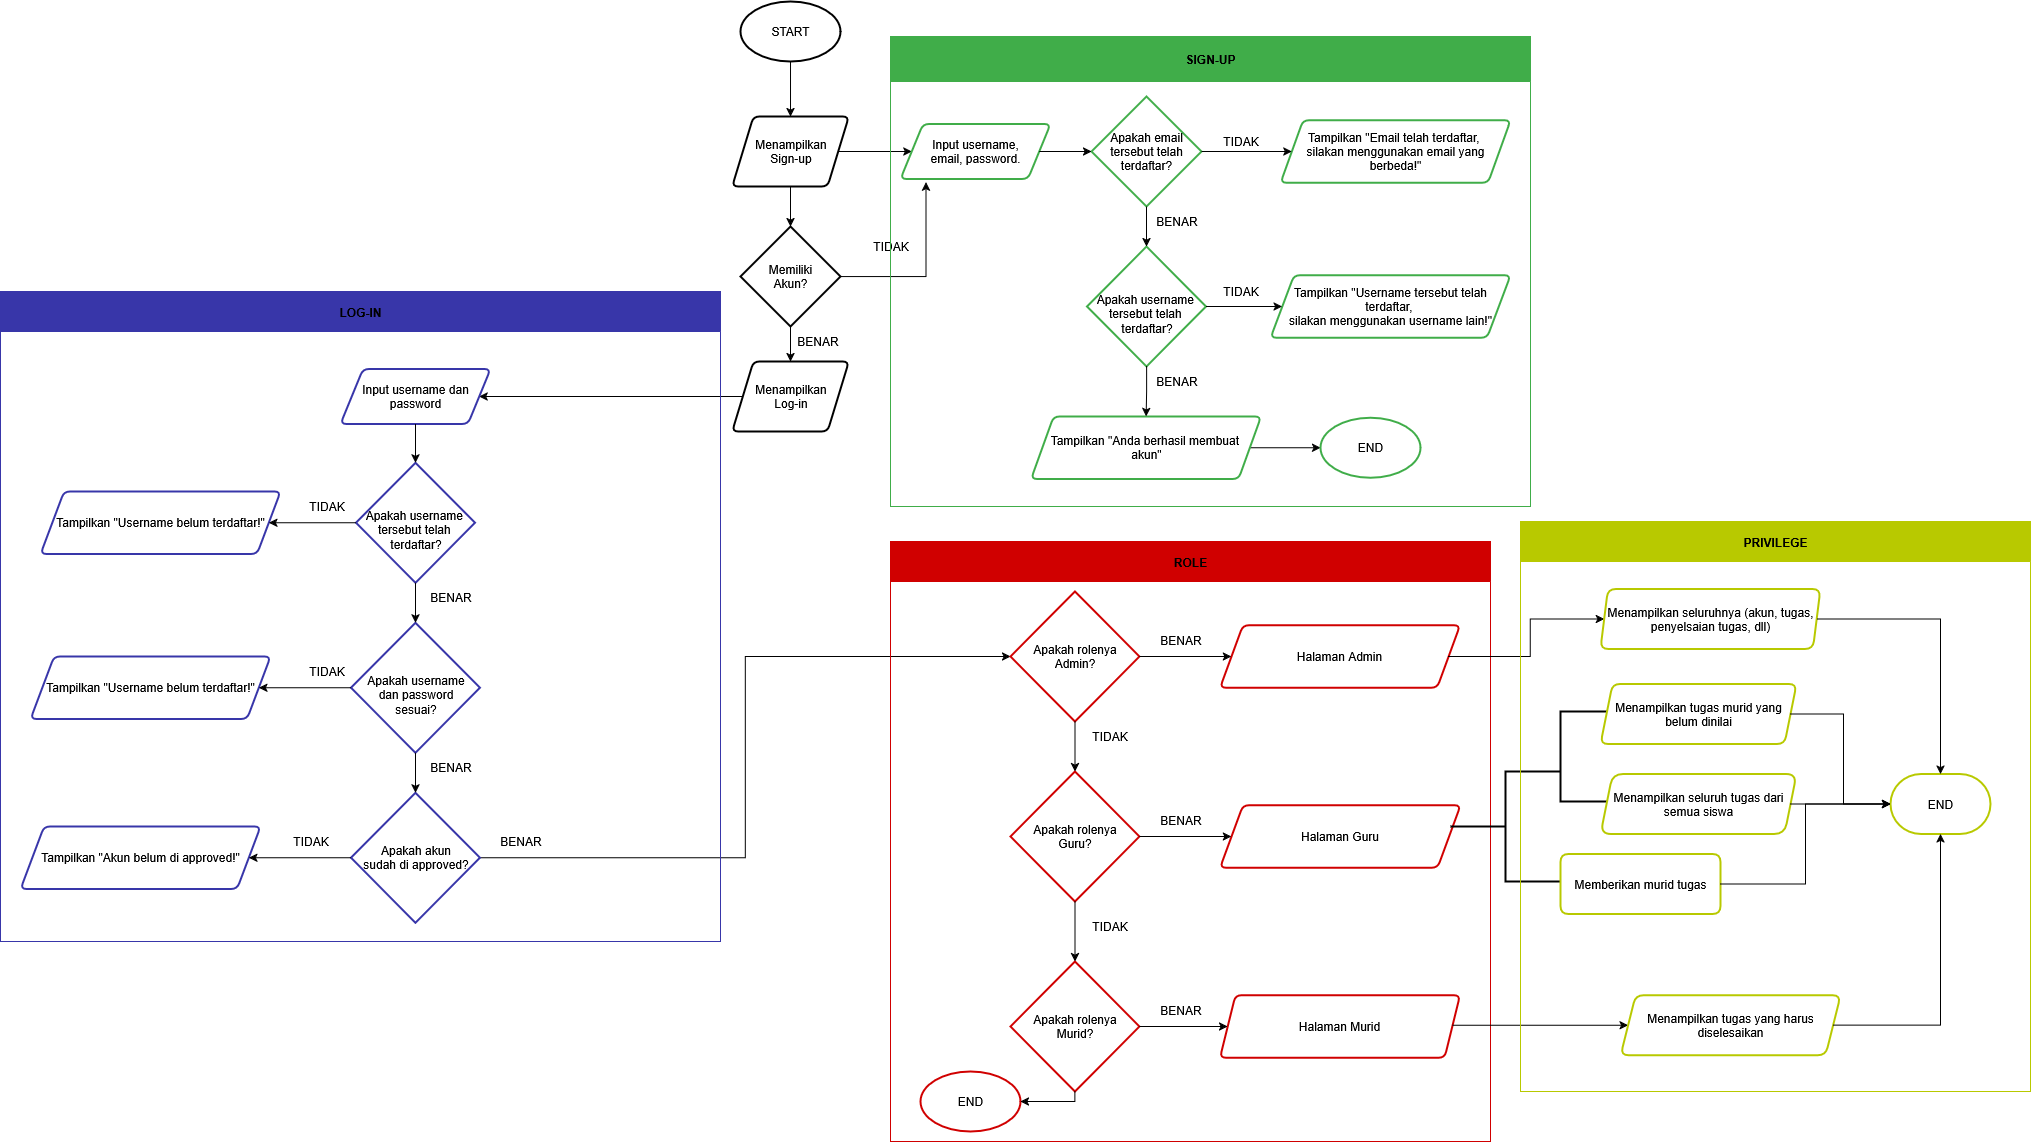 START
Menampilkan
Sign-up
Memiliki
Akun?
TIDAK
BENAR
Menampilkan
Log-in
SIGN-UP
Input username,
email, password.
Apakah email
tersebut telah
terdaftar?
TIDAK
Tampilkan "Email telah terdaftar,
silakan menggunakan email yang
berbeda!"
BENAR
Apakah username
tersebut telah
terdaftar?
TIDAK
Tampilkan "Username tersebut telah
terdaftar,
silakan menggunakan username lain!"
BENAR
Tampilkan "Anda berhasil membuat
akun"
END
LOG-IN
Input username dan
password
Apakah username
tersebut telah
terdaftar?
TIDAK
Tampilkan "Username belum terdaftar!"
BENAR
Apakah username
dan password
sesuai?
TIDAK
Tampilkan "Username belum terdaftar!"
BENAR
Apakah akun
sudah di approved?
TIDAK
Tampilkan "Akun belum di approved!"
BENAR
ROLE
Apakah rolenya
Admin?
BENAR
Halaman Admin
TIDAK
Apakah rolenya
Guru?
BENAR
Halaman Guru
TIDAK
Apakah rolenya
Murid?
BENAR
Halaman Murid
END
PRIVILEGE
Menampilkan seluruhnya (akun, tugas,
penyelsaian tugas, dll)
Menampilkan tugas murid yang
belum dinilai
Menampilkan seluruh tugas dari
semua siswa
Memberikan murid tugas
END
Menampilkan tugas yang harus
diselesaikan